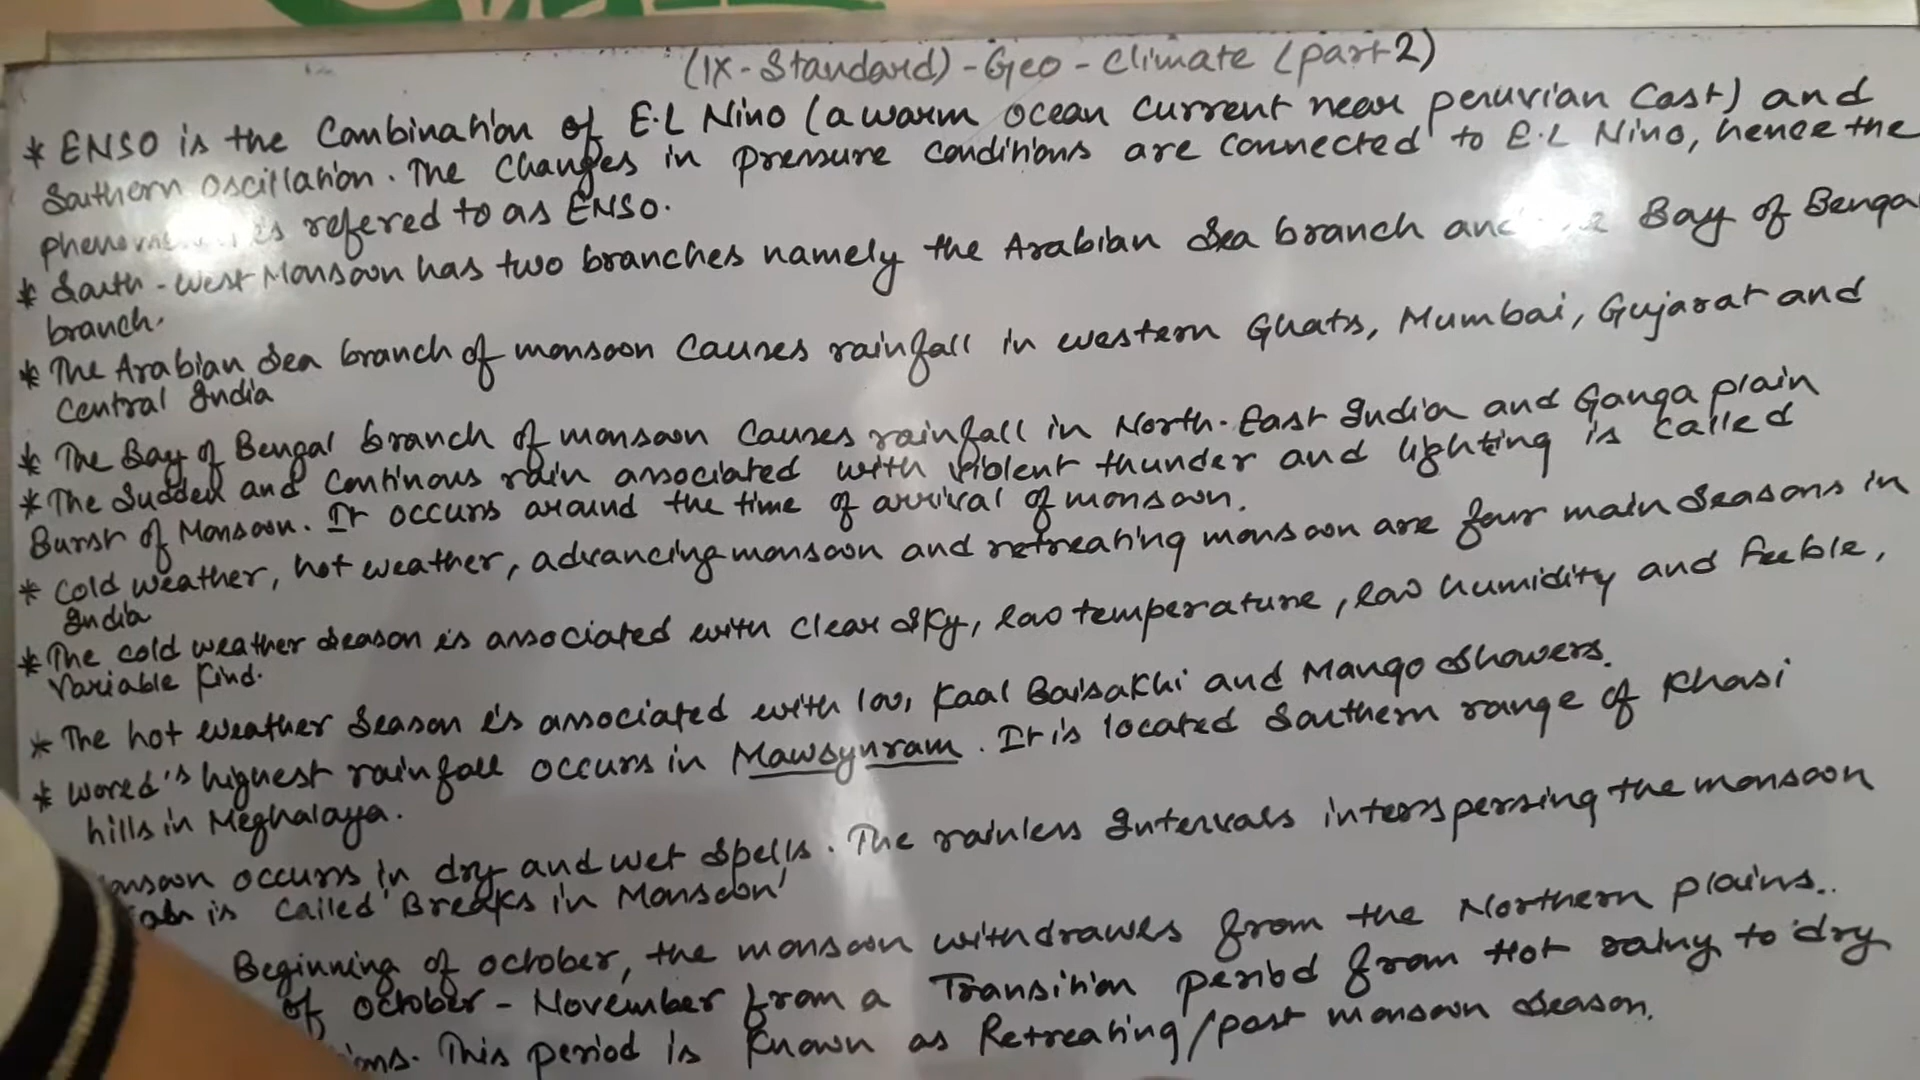 (IX-Standard)-Geo-Climate (part-2)
* ENSO is the Combination of E.L Nino (a warm ocean current near peruvian Cast) and
Southern oscillation. The Changes in pressure conditions are connected to E.L Nino, hence the
refered to as ENSO.
* South-west Monsoon has two branches namely the Arabian Sea branch and Bay of Benga
branch.
* The Arabian Sea branch of monsoon Causes rainfall in western Ghats, Mumbai, Gujarat and
Central India
* The Bay of Bengal branch of monsoon Causes rainfall in North-East India and Ganga plain
* The Sudden and Continous rain associated with violent thunder and lighting is called
Burst of Monsoon. It occurs around the time of arrival of monsoon.
* Cold weather, hot weather, advancing monsoon and retreating monsoon are four main seasons in
India
* The cold weather season is associated with clear sky, low temperature, low humidity and feeble,
Variable
* The hot weather Season is associated with Kaal Baisakhi and Mango Showers.
* World's highest rainfall occurs in Mawsynram. It is located Southern range of Khasi
hills in Meghalaya.
occurs in dry and wet Spells. The rainless Intervals interspersing the monsoon
is called 'Breaks in Monsoon'
Beginning of october, the monsoon withdrawes from the Northern plains..
of october-November from a Transition period from Hot rainy to dry
This period is known as Retreating/post monsoon Season.